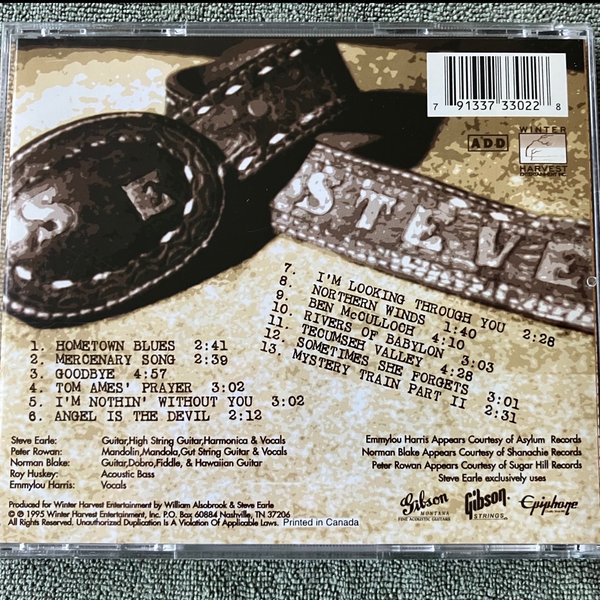 7 91337 33022 8
ADD
WINTER
HARVEST
ENTERTAINMENT INC.
S E
STEVE
7. I'M LOOKING THROUGH YOU 2:28
8. NORTHERN WINDS 1:40
9. BEN McCULLOCH 4:10
10. RIVERS OF BABYLON 3:03
11. TECUMSEH VALLEY 4:28
12. SOMETIMES SHE FORGETS 3:01
13. MYSTERY TRAIN PART II 2:31
1. HOMETOWN BLUES 2:41
2. MERCENARY SONG 2:39
3. GOODBYE 4:57
4. TOM AMES' PRAYER 3:02
5. I'M NOTHIN' WITHOUT YOU 3:02
6. ANGEL IS THE DEVIL 2:12
Steve Earle: Guitar,High String Guitar,Harmonica & Vocals
Peter Rowan: Mandolin,Mandola,Gut String Guitar & Vocals
Norman Blake: Guitar,Dobro,Fiddle, & Hawaiian Guitar
Roy Huskey: Acoustic Bass
Emmylou Harris: Vocals
Emmylou Harris Appears Courtesy of Asylum Records
Norman Blake Appears Courtesy of Shanachie Records
Peter Rowan Appears Courtesy of Sugar Hill Records
Steve Earle exclusively uses
Gibson
MONTANA
FINE ACOUSTIC GUITARS
Gibson
STRINGS
Epiphone
Produced for Winter Harvest Entertainment by William Alsobrook & Steve Earle
℗ © 1995 Winter Harvest Entertainment, Inc. P.O. Box 60884 Nashville, TN 37206
All Rights Reserved. Unauthorized Duplication Is A Violation Of Applicable Laws. Printed in Canada